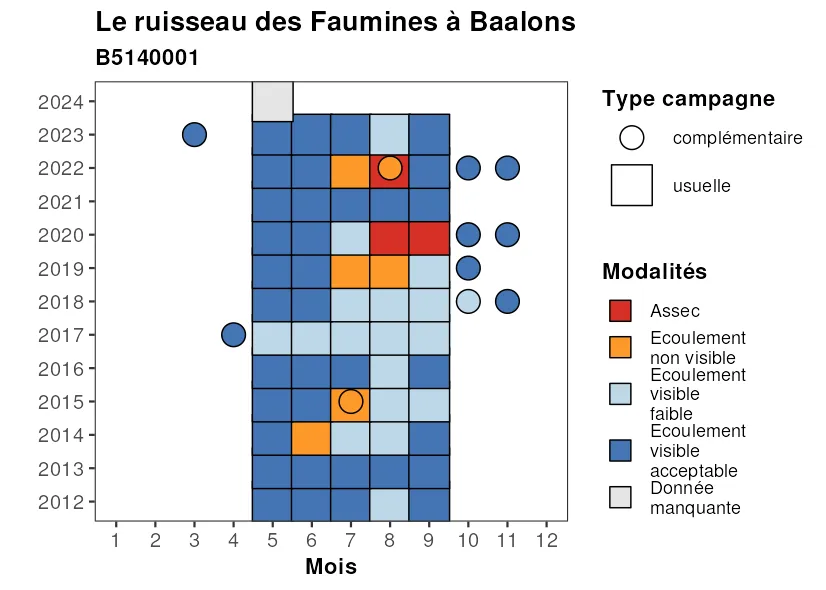 Le ruisseau des Faumines à Baalons
B5140001
2024
2023
2022
2021
2020
2019
2018
2017
2016
2015
2014
2013
2012
1 2 3 4 5 6 7 8 9 10 11 12
Mois
Type campagne
complémentaire
usuelle
Modalités
Assec
Ecoulement
non visible
Ecoulement
visible
faible
Ecoulement
visible
acceptable
Donnée
manquante